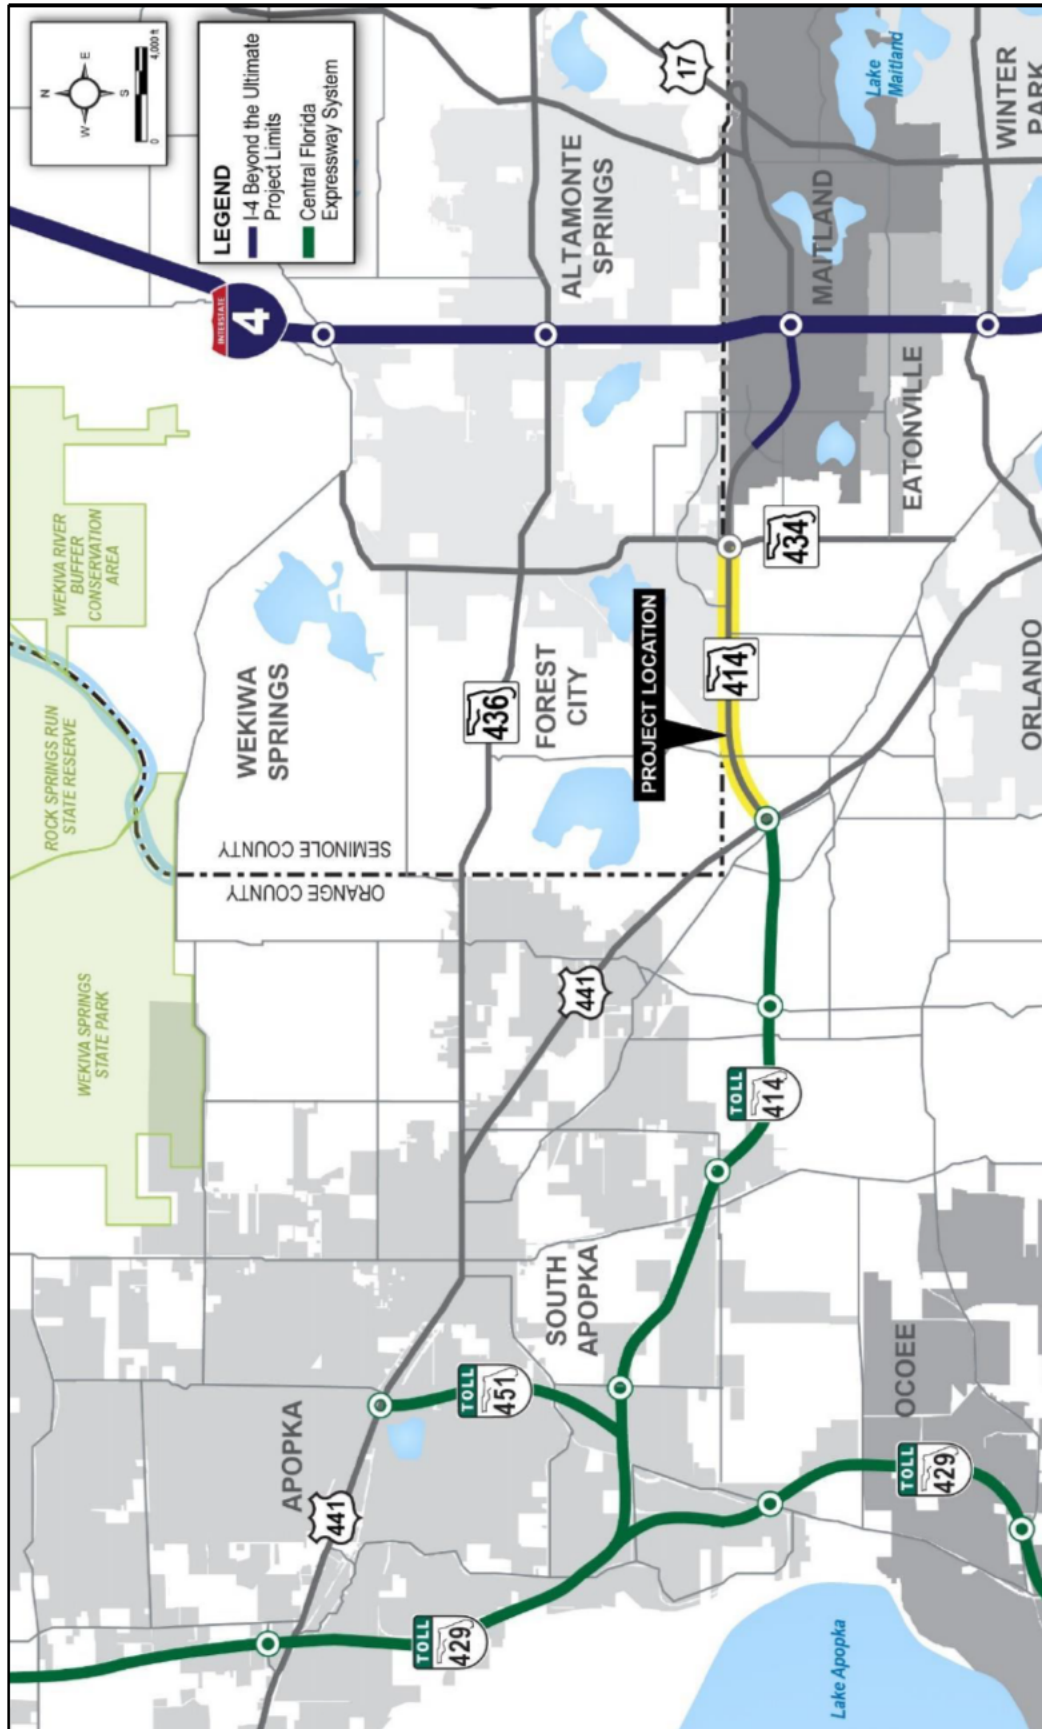 WEKIVA SPRINGS
STATE PARK
ROCK SPRINGS RUN
STATE RESERVE
WEKIVA RIVER
BUFFER
CONSERVATION
AREA
N
W
E
S
0
4,000 ft
LEGEND
I-4 Beyond the Ultimate
Project Limits
Central Florida
Expressway System
INTERSTATE
4
WEKIWA
SPRINGS
ORANGE COUNTY
SEMINOLE COUNTY
APOPKA
441
TOLL
429
TOLL
451
SOUTH
APOPKA
441
436
FOREST
CITY
ALTAMONTE
SPRINGS
17
PROJECT LOCATION
414
434
TOLL
414
MAITLAND
Lake
Maitland
EATONVILLE
WINTER
PARK
ORLANDO
OCOEE
TOLL
429
Lake Apopka